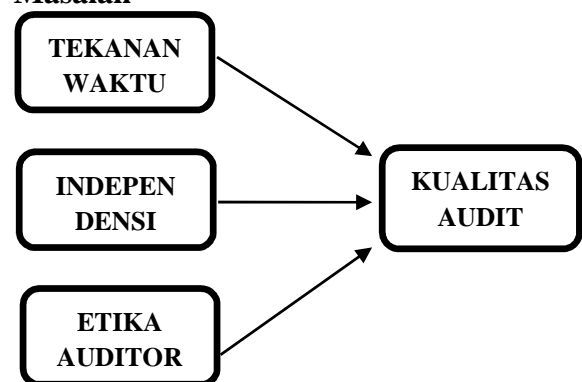 Masalah
TEKANAN
WAKTU
INDEPEN
DENSI
ETIKA
AUDITOR
KUALITAS
AUDIT